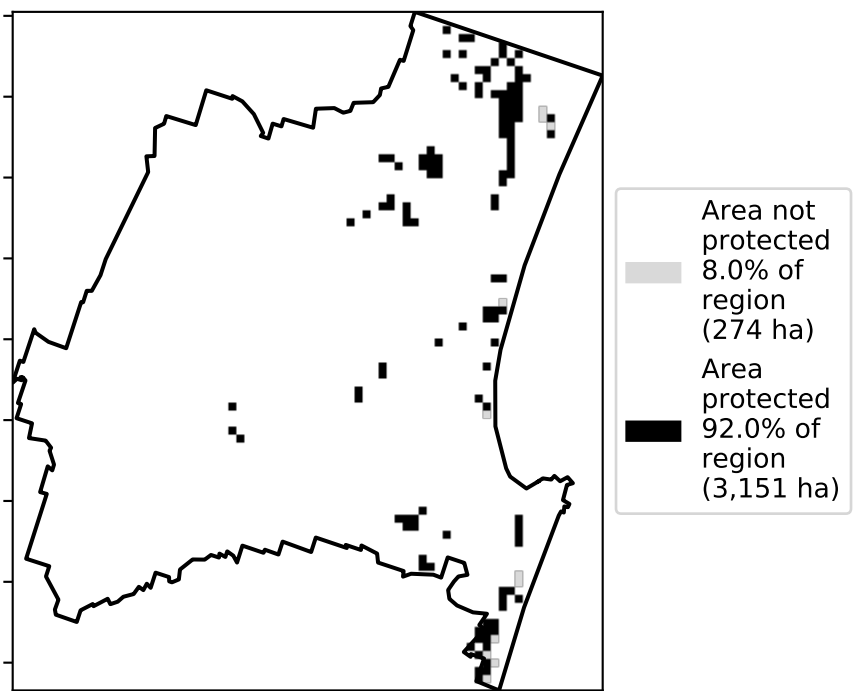 Area not
protected
8.0% of
region
(274 ha)
Area
protected
92.0% of
region
(3,151 ha)